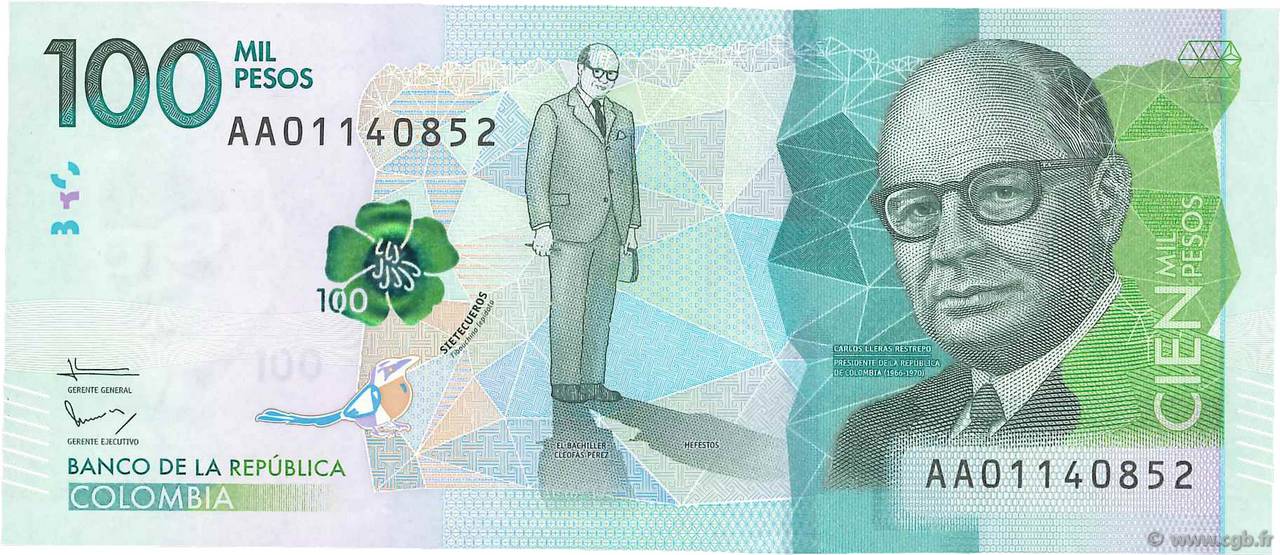 100
MIL
PESOS
AA01140852
100
SIETECUEROS
Tibouchina lepidota
GERENTE GENERAL
GERENTE EJECUTIVO
BANCO DE LA REPÚBLICA
COLOMBIA
EL BACHILLER
CLEOFÁS PÉREZ
HEFESTOS
CARLOS LLERAS RESTREPO
PRESIDENTE DE LA REPÚBLICA
DE COLOMBIA (1966-1970)
CIEN
MIL
PESOS
AA01140852
© www.cgb.fr